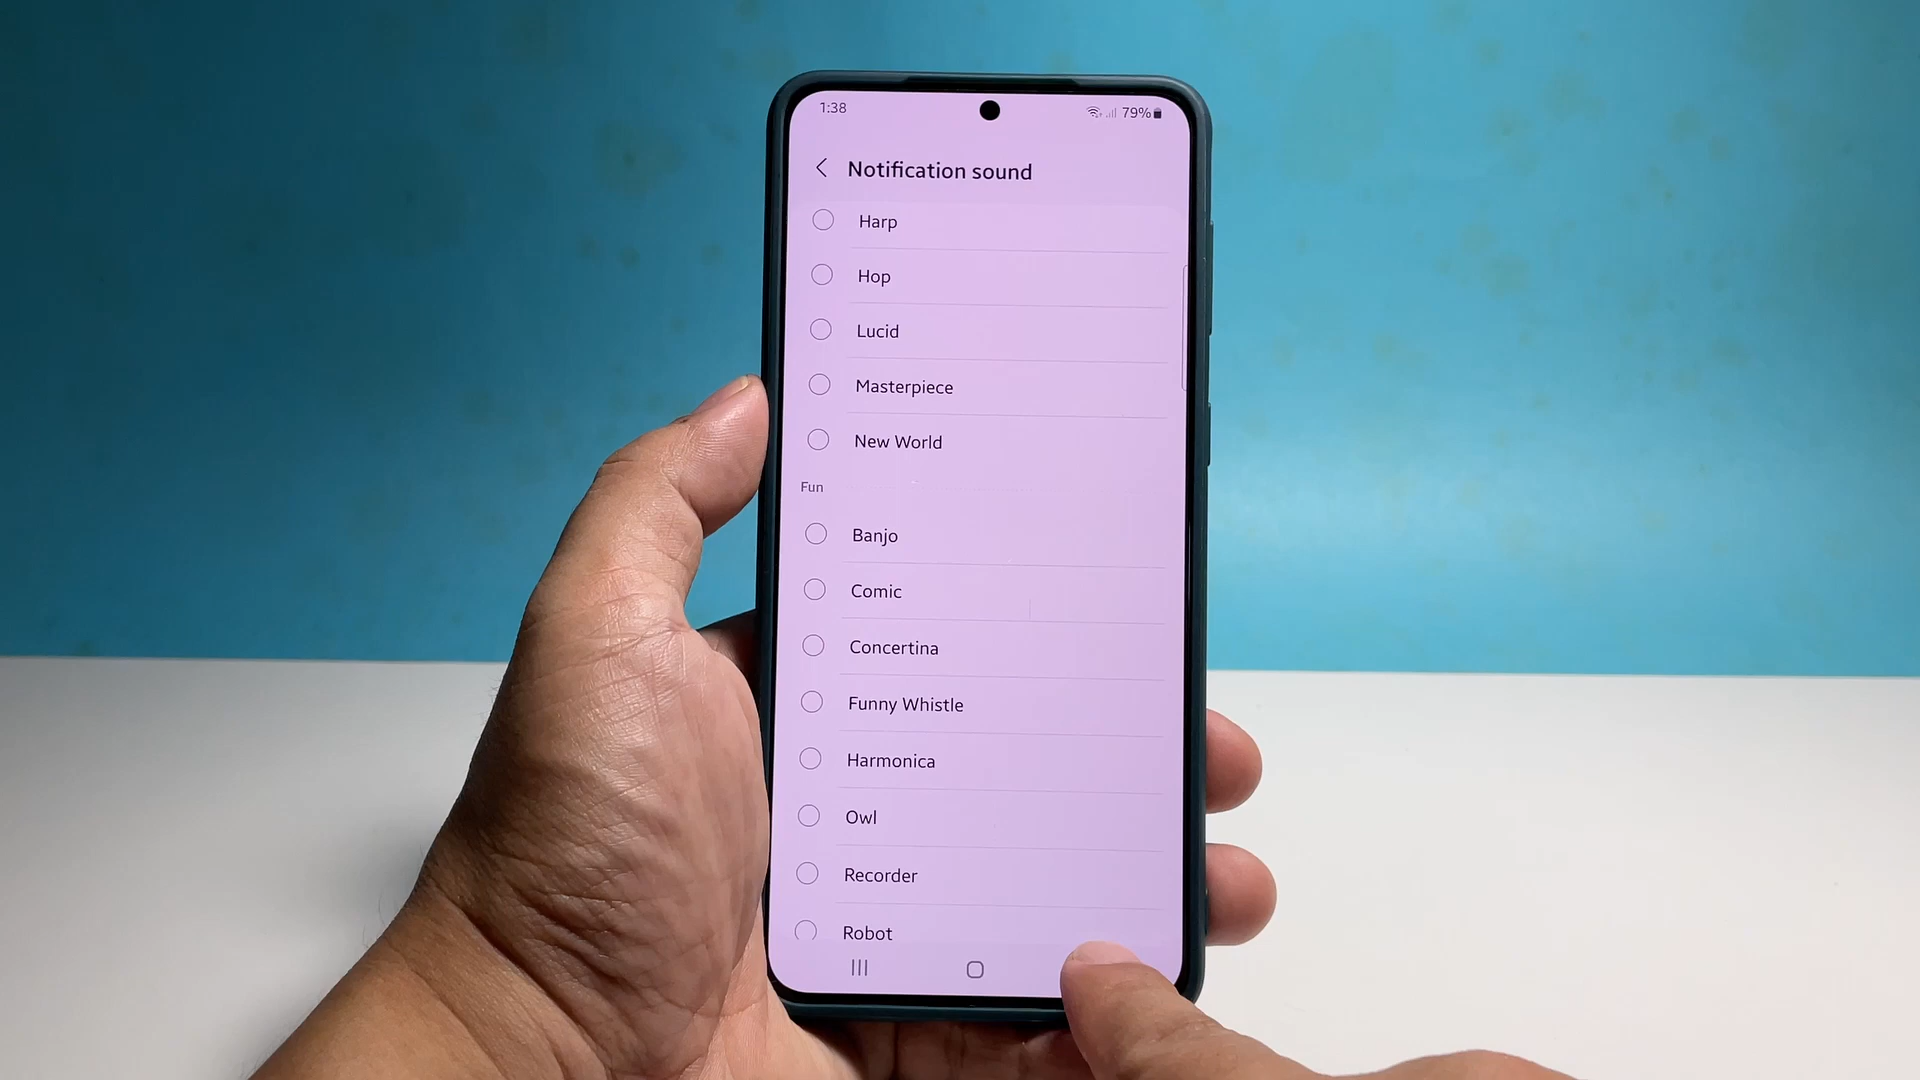 1:38
79%
Notification sound
Harp
Hop
Lucid
Masterpiece
New World
Fun
Banjo
Comic
Concertina
Funny Whistle
Harmonica
Owl
Recorder
Robot